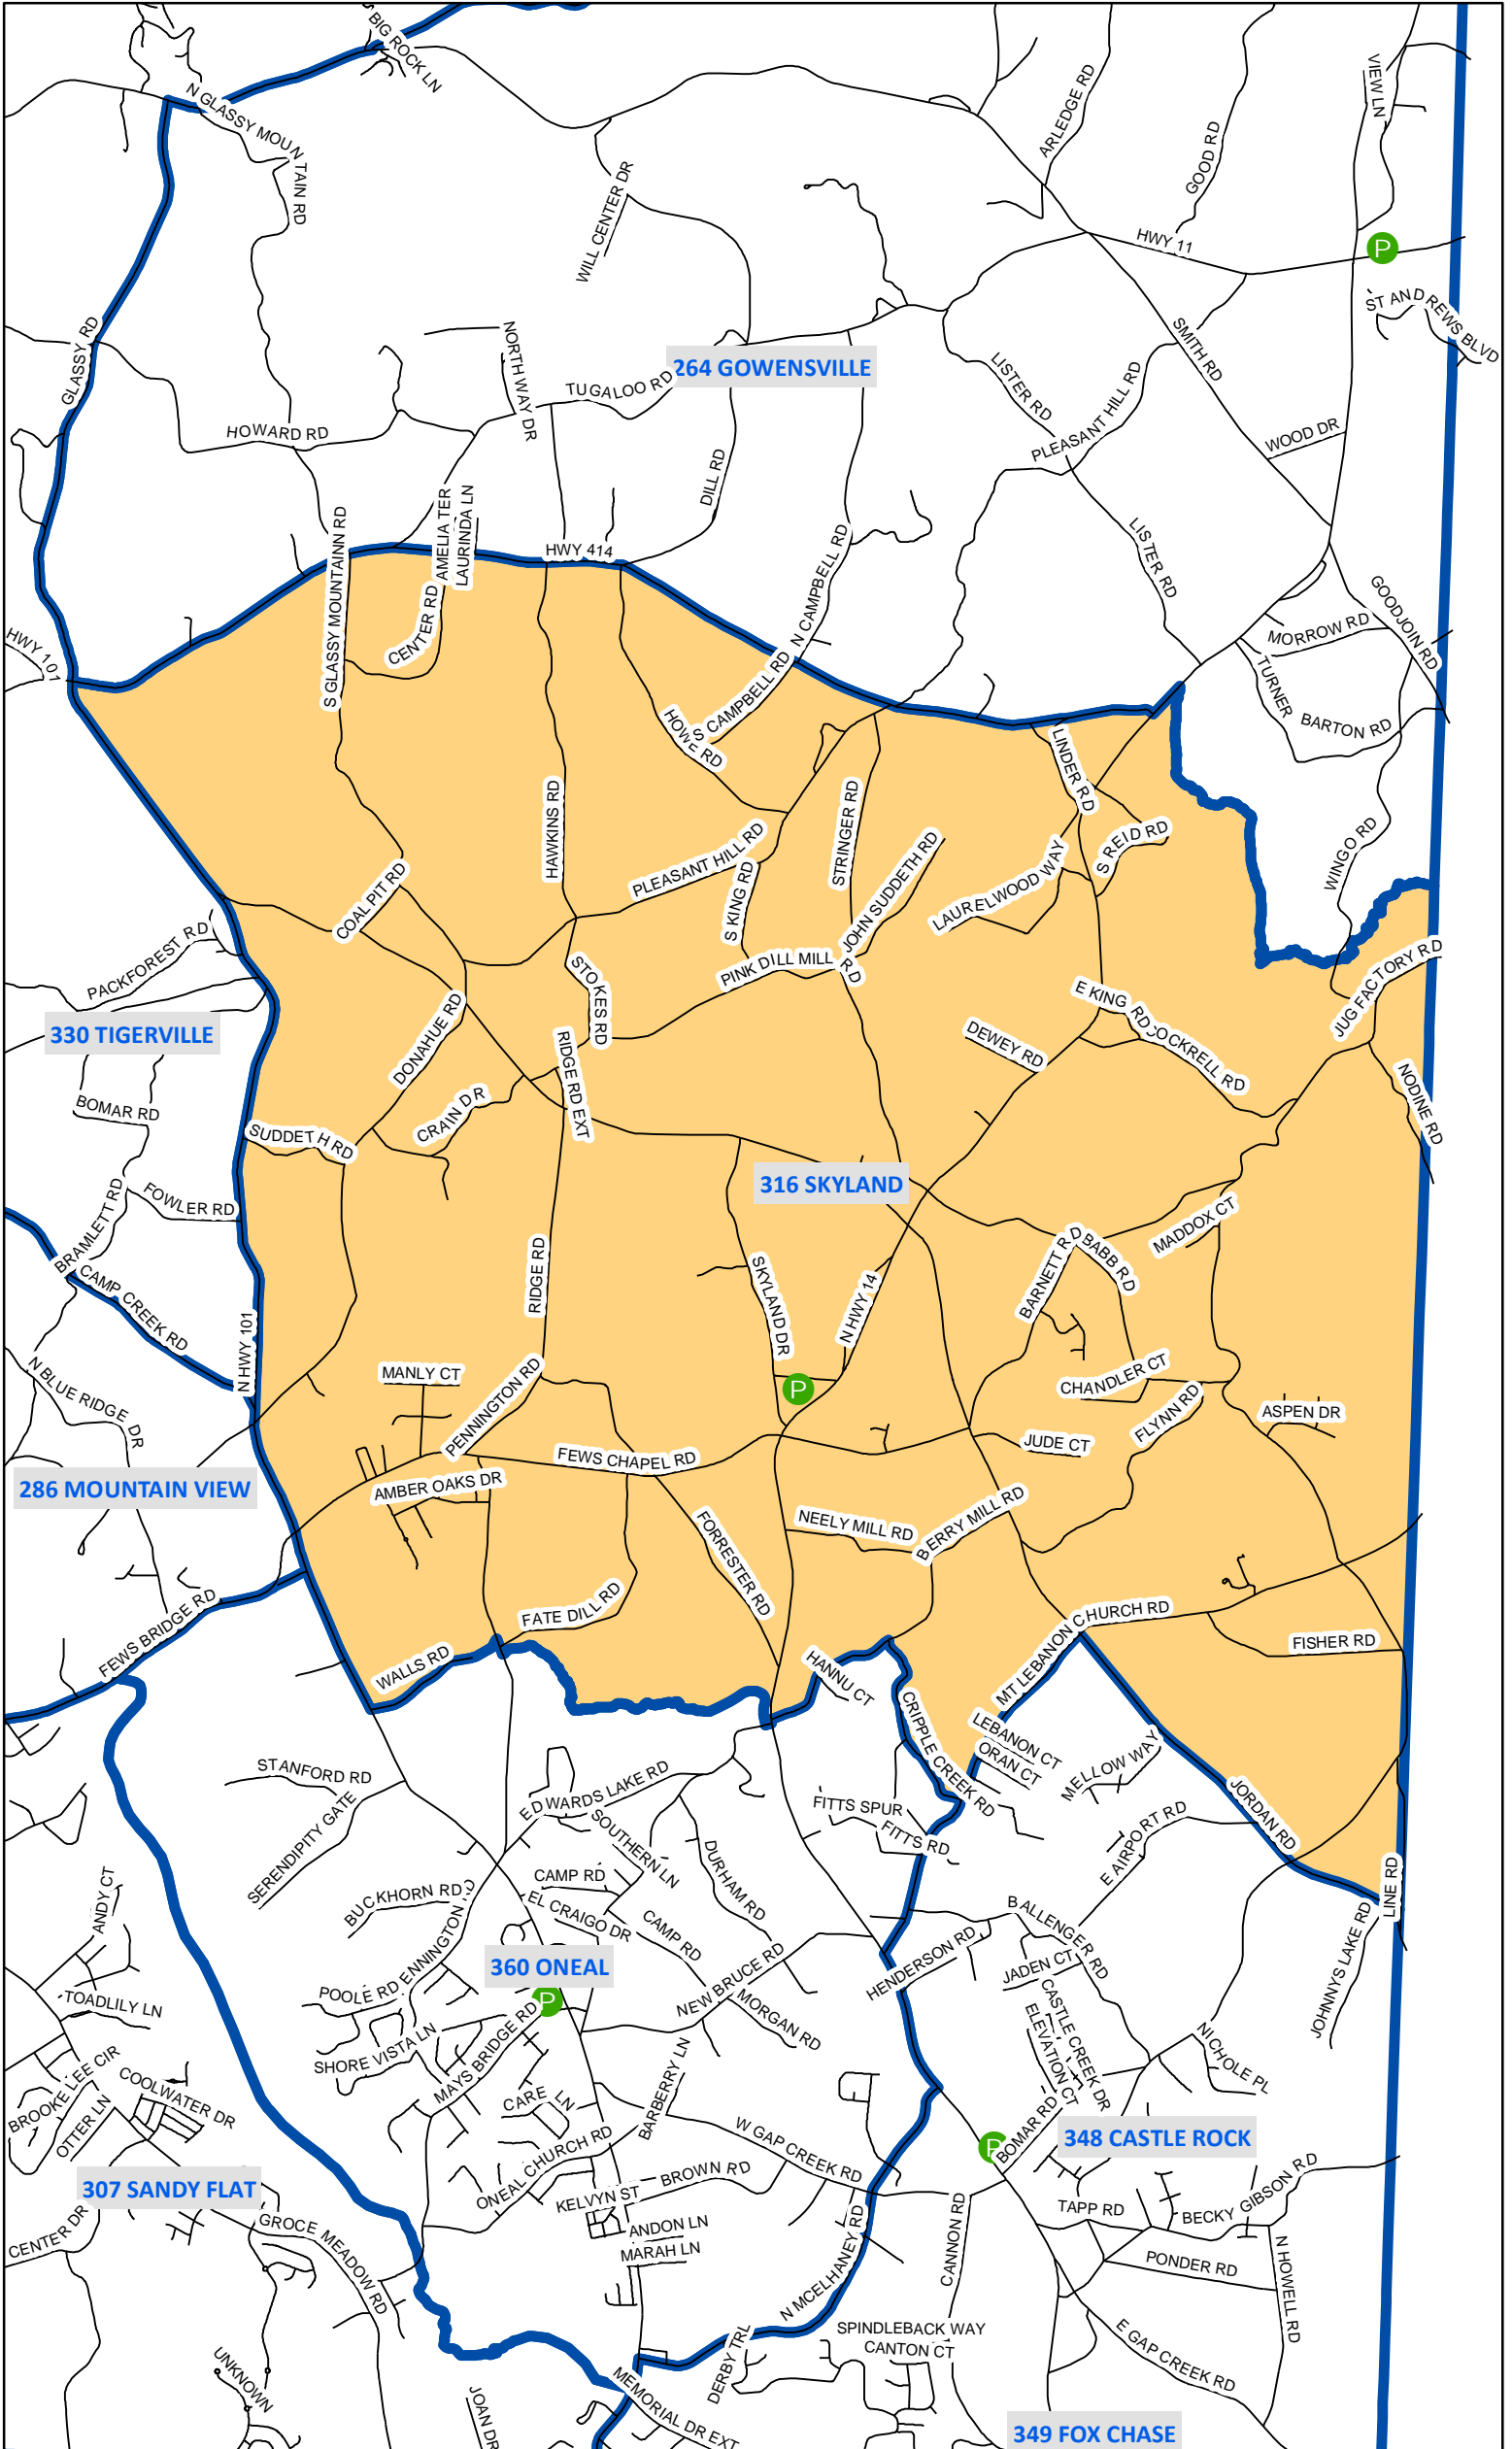 BIG ROCK LN
N GLASSY MOUNTAIN RD
ARLEDGE RD
VIEW LN
GOOD RD
WILL CENTER DR
HWY 11
P
ST ANDREWS BLVD
GLASSY RD
NORTH WAY DR
264 GOWENSVILLE
SMITH RD
LISTER RD
TUGALOO RD
PLEASANT HILL RD
HOWARD RD
WOOD DR
DILL RD
AMELIA TER
LAURINDA LN
S GLASSY MOUNTAINN RD
HWY 414
LISTER RD
N CAMPBELL RD
GOODJOIN RD
CENTER RD
HWY 101
MORROW RD
TURNER
S CAMPBELL RD
HOWE RD
BARTON RD
LINDER RD
HAWKINS RD
STRINGER RD
PLEASANT HILL RD
S REID RD
WINGO RD
JOHN SUDDETH RD
LAURELWOOD WAY
COAL PIT RD
S KING RD
PACKFOREST RD
PINK DILL MILL RD
STOKES RD
JUG FACTORY RD
E KING RD
COCKRELL RD
330 TIGERVILLE
DONAHUE RD
DEWEY RD
RIDGE RD EXT
NODINE RD
BOMAR RD
CRAIN DR
SUDDETH RD
316 SKYLAND
FOWLER RD
BRAMLETT RD
MADDOX CT
BARNETT RD
BABB RD
RIDGE RD
SKYLAND DR
N HWY 14
CAMP CREEK RD
N HWY 101
MANLY CT
N BLUE RIDGE DR
P
CHANDLER CT
PENNINGTON RD
FLYNN RD
ASPEN DR
JUDE CT
FEWS CHAPEL RD
286 MOUNTAIN VIEW
AMBER OAKS DR
NEELY MILL RD
BERRY MILL RD
FORRESTER RD
FATE DILL RD
MT LEBANON CHURCH RD
FEWS BRIDGE RD
FISHER RD
WALLS RD
HANNU CT
CRIPPLE CREEK RD
LEBANON CT
ORAN CT
MELLOW WAY
STANFORD RD
EDWARDS LAKE RD
JORDAN RD
SERENDIPITY GATE
FITTS SPUR
FITTS RD
SOUTHERN LN
E AIRPORT RD
DURHAM RD
LINE RD
CAMP RD
ANDY CT
BUCKHORN RD
EL CRAIGO DR
CAMP RD
BALLENGER RD
JOHNNYS LAKE RD
PENNINGTON RD
HENDERSON RD
360 ONEAL
JADEN CT
NEW BRUCE RD
POOLE RD
P
TOADLILY LN
MORGAN RD
CASTLE CREEK DR
ELEVATION CT
SHORE VISTA LN
MAYS BRIDGE RD
NICHOLE PL
BROOKE LEE CIR
COOLWATER DR
CARE LN
BARBERRY LN
OTTER LN
W GAP CREEK RD
P
BOMAR RD
348 CASTLE ROCK
ONEAL CHURCH RD
307 SANDY FLAT
BROWN RD
KELVYN ST
TAPP RD
BECKY GIBSON RD
CENTER DR
GROCE MEADOW RD
ANDON LN
MARAH LN
N MCELHANEY RD
CANNON RD
PONDER RD
N HOWELL RD
SPINDLEBACK WAY
CANTON CT
DERBY TRL
E GAP CREEK RD
UNKNOWN
JOAN DR
MEMORIAL DR EXT
349 FOX CHASE